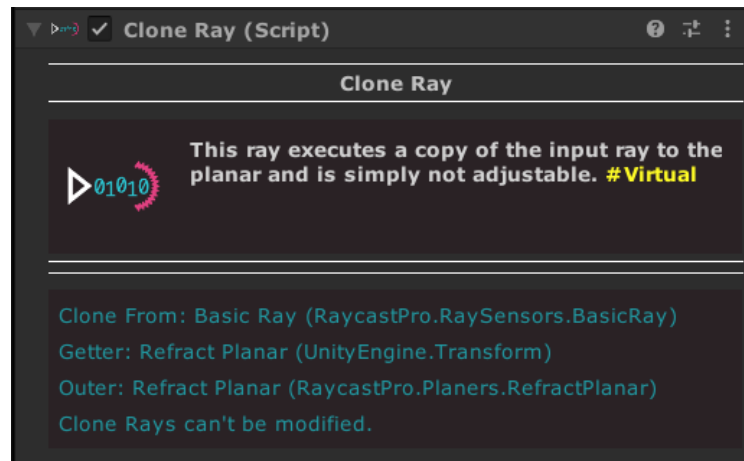 Clone Ray (Script)
Clone Ray
This ray executes a copy of the input ray to the
planar and is simply not adjustable. #Virtual
01010
Clone From: Basic Ray (RaycastPro.RaySensors.BasicRay)
Getter: Refract Planar (UnityEngine.Transform)
Outer: Refract Planar (RaycastPro.Planers.RefractPlanar)
Clone Rays can't be modified.